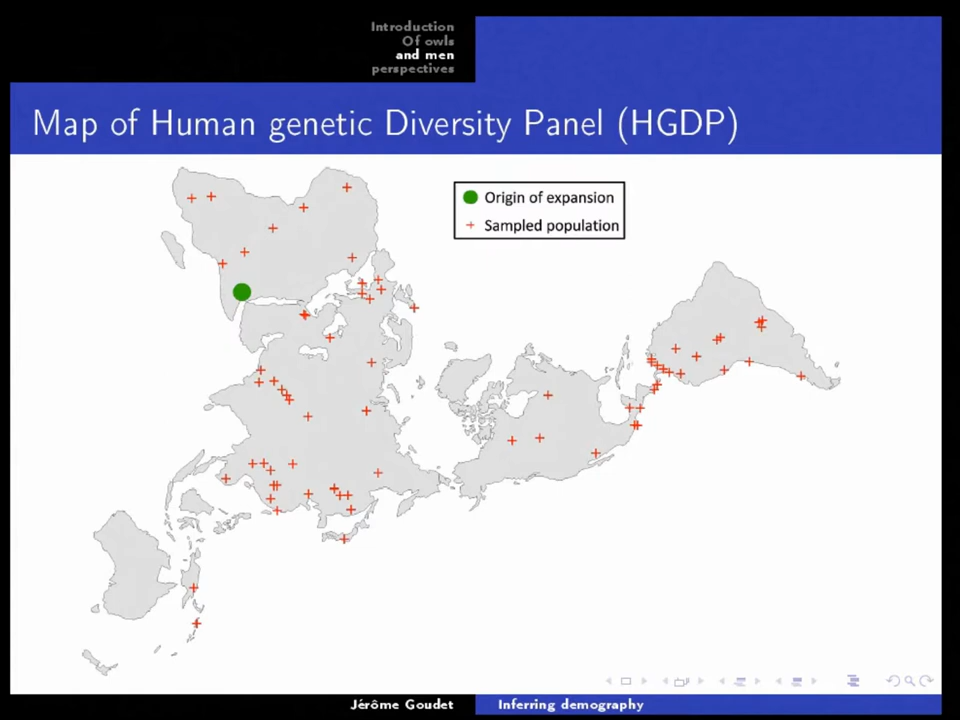 Introduction
Of owls
and men
perspectives
Map of Human genetic Diversity Panel (HGDP)
Origin of expansion
Sampled population
Jérôme Goudet
Inferring demography